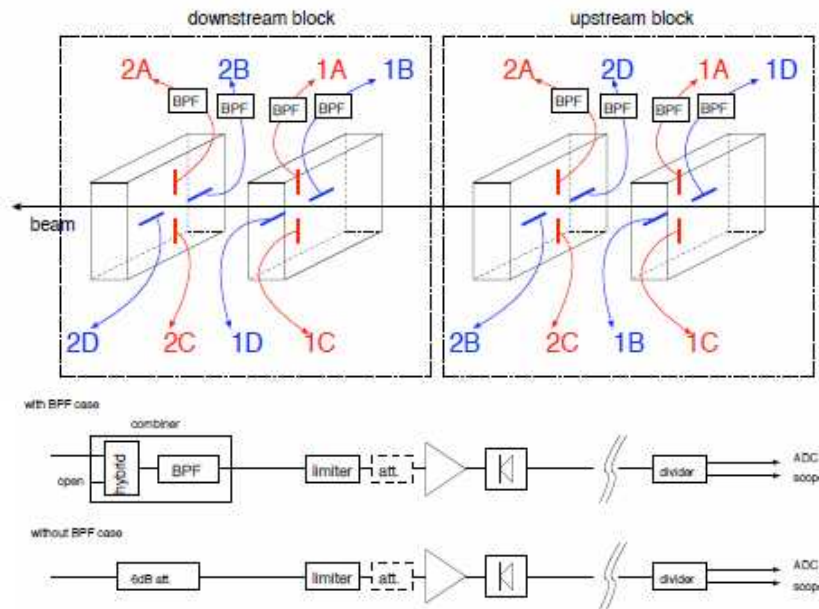 downstream block upstream block
2A 2B 1A 1B 2A 2D 1A 1D
BPF BPF BPF BPF BPF BPF BPF BPF
beam
2D 2C 1D 1C 2B 2C 1B 1C
with BPF case
combiner
hybrid
BPF
open
limiter att. divider
ADC
scope
without BPF case
6dB att. limiter att. divider
ADC
scope